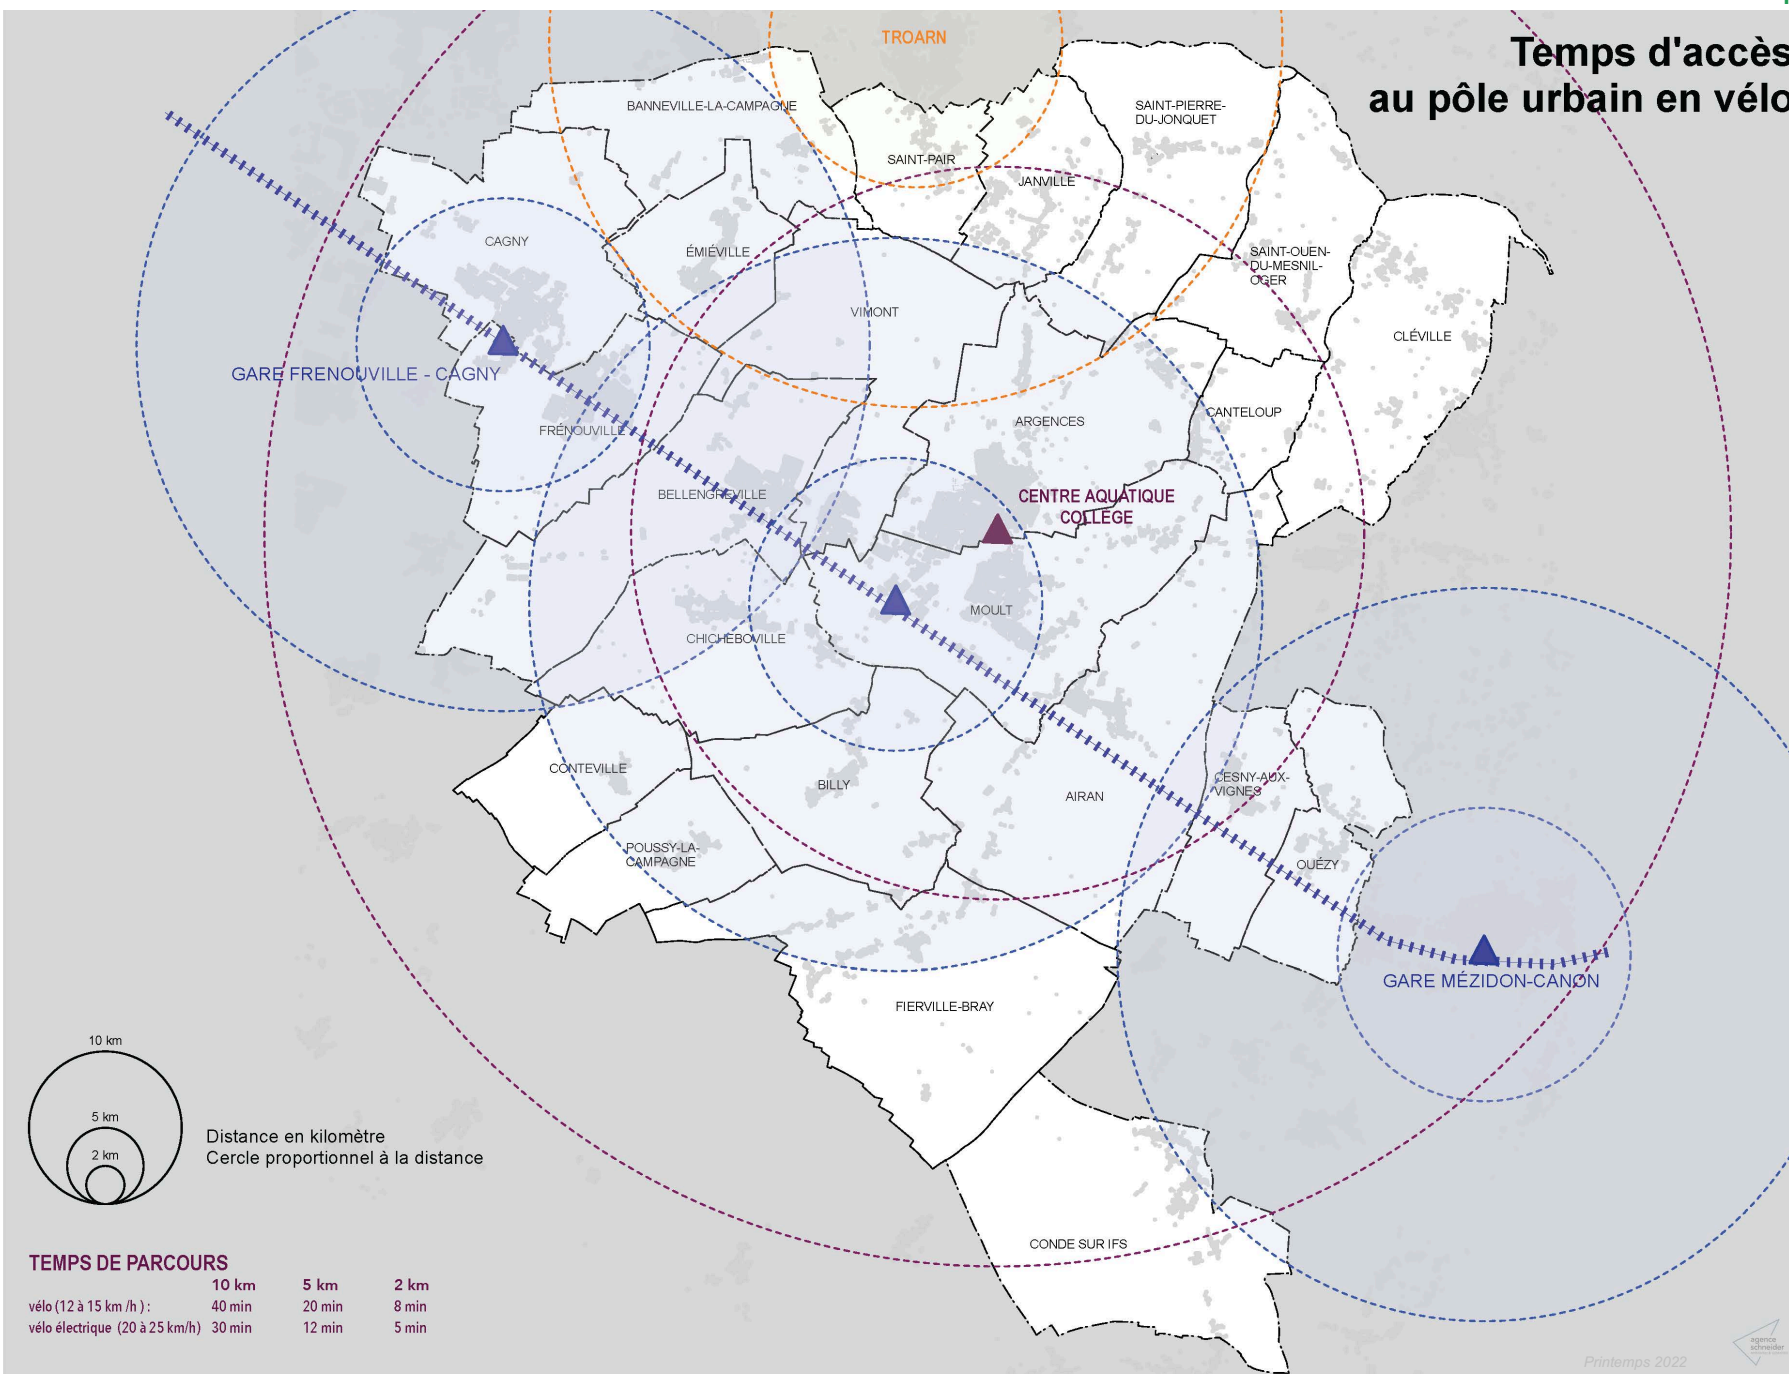 Temps d'accès
au pôle urbain en vélo
TROARN
BANNEVILLE-LA-CAMPAGNE
SAINT-PIERRE-
DU-JONQUET
SAINT-PAIR
JANVILLE
CAGNY
ÉMIÉVILLE
SAINT-OUEN-
DU-MESNIL-
OGER
VIMONT
CLÉVILLE
GARE FRENOUVILLE - CAGNY
CANTELOUP
ARGENCES
FRÉNOUVILLE
BELLENGREVILLE
CENTRE AQUATIQUE
COLLEGE
MOULT
CHICHEBOVILLE
CONTEVILLE
BILLY
AIRAN
CESNY-AUX-
VIGNES
POUSSY-LA-
CAMPAGNE
OUÉZY
GARE MÉZIDON-CANON
FIERVILLE-BRAY
CONDE SUR IFS
10 km
5 km
2 km
Distance en kilomètre
Cercle proportionnel à la distance
TEMPS DE PARCOURS
10 km 5 km 2 km
vélo (12 à 15 km /h ) : 40 min 20 min 8 min
vélo électrique (20 à 25 km/h) 30 min 12 min 5 min
Printemps 2022
agence
schneider